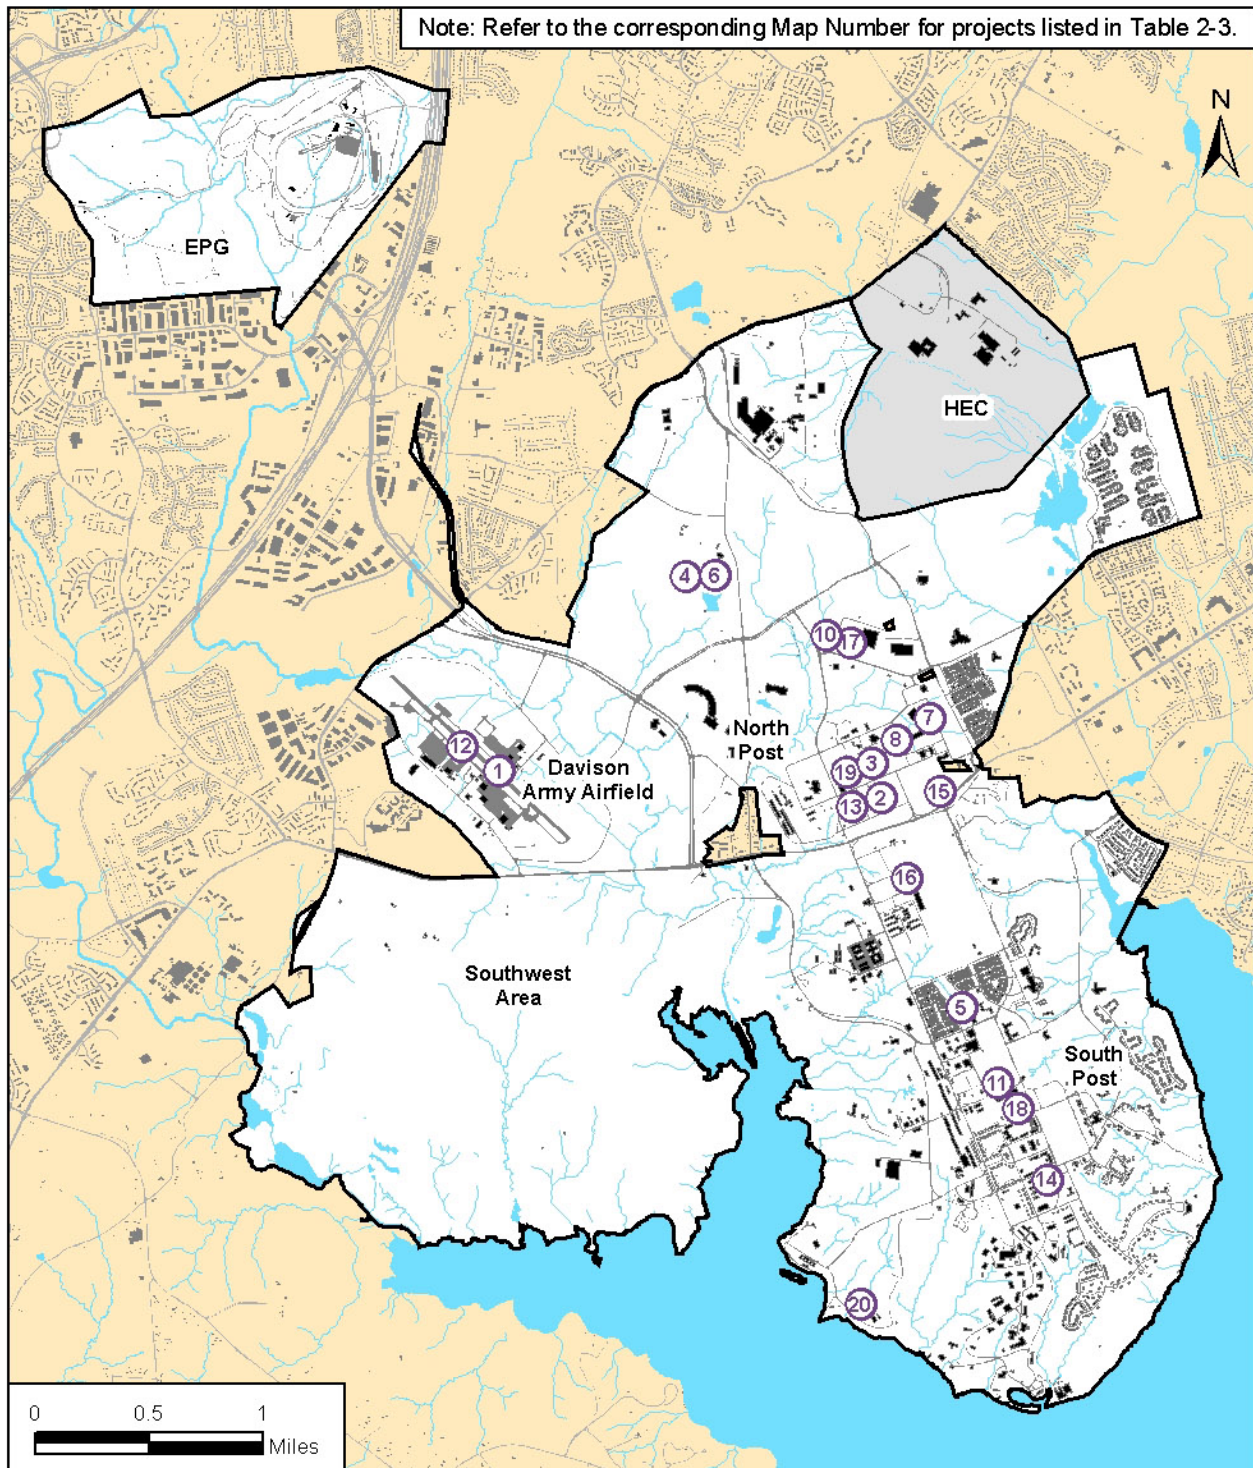 Note: Refer to the corresponding Map Number for projects listed in Table 2-3.
N
EPG
HEC
4
6
10
17
7
North
Post
8
12
1
Davison
Army Airfield
3
19
2
13
15
16
Southwest
Area
5
South
Post
11
18
14
20
0
0.5
1
Miles